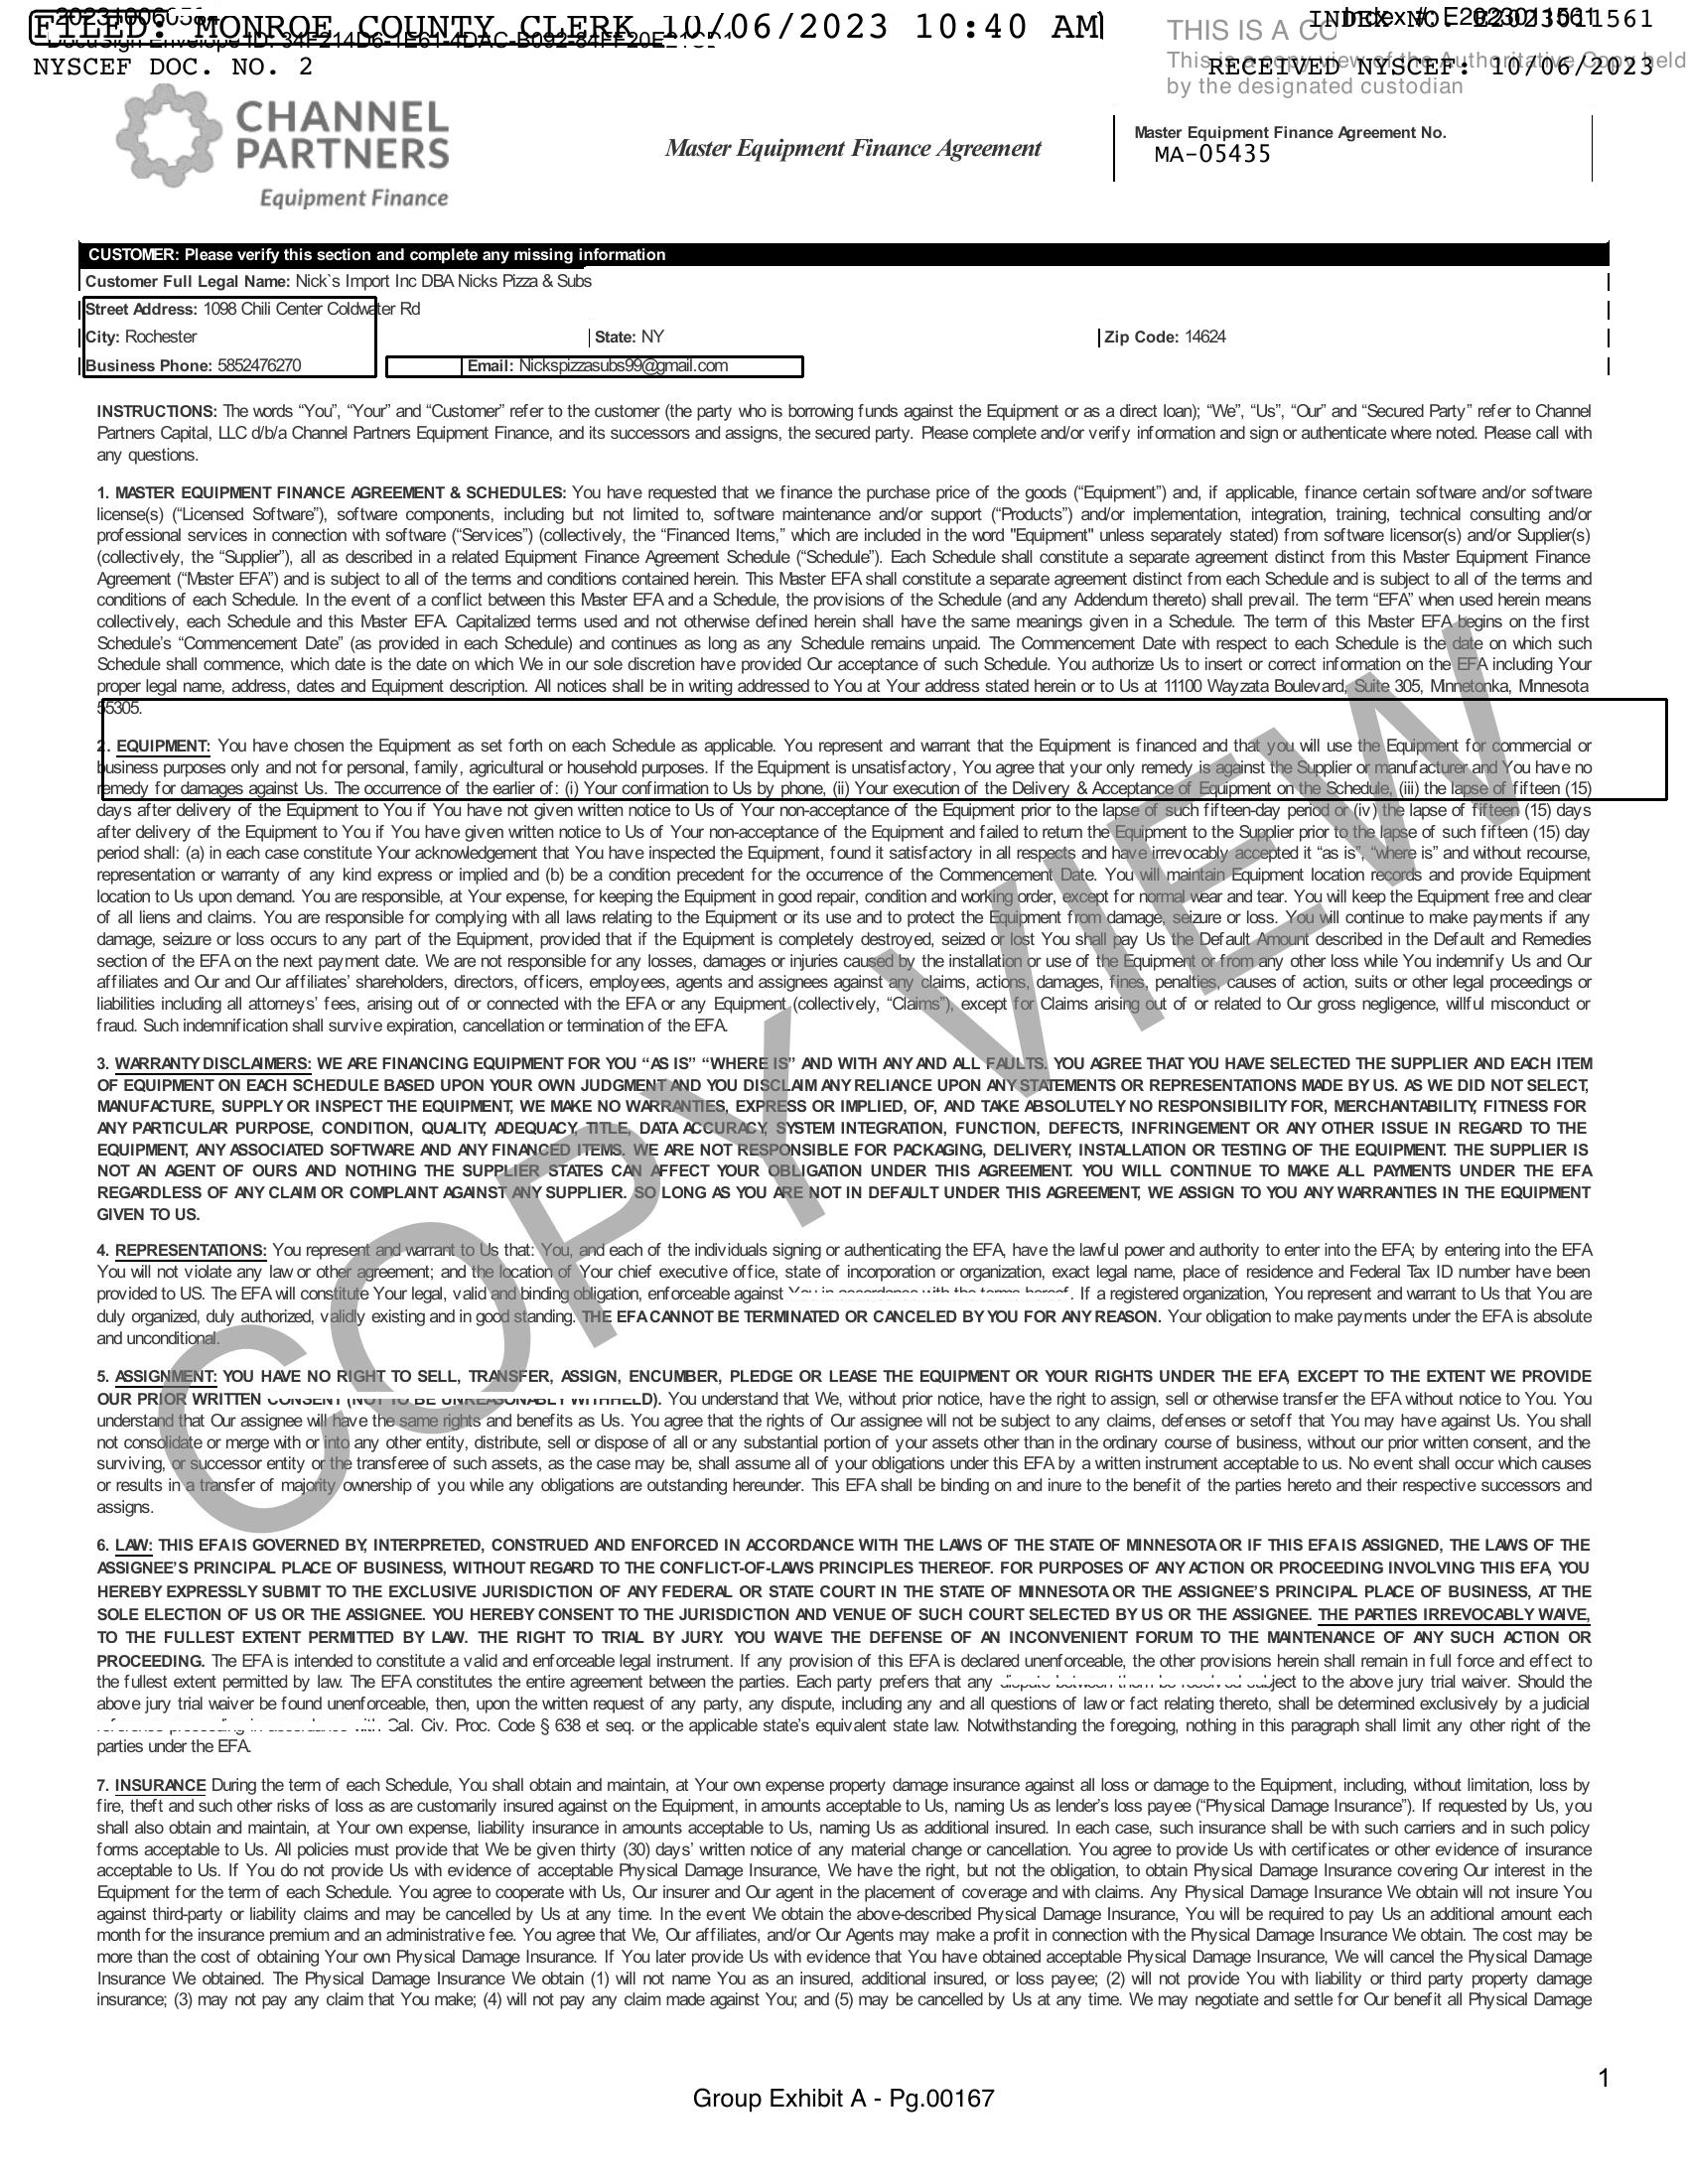 FILED: MONROE COUNTY CLERK 10/06/2023 10:40 AM
INDEX NO. E2023011561
NYSCEF DOC. NO. 2
RECEIVED NYSCEF: 10/06/2023
THIS IS A
This is a copy view of the Authoritative Copy held
by the designated custodian
CHANNEL
PARTNERS
Equipment Finance
Master Equipment Finance Agreement
Master Equipment Finance Agreement No.
MA-05435
CUSTOMER: Please verify this section and complete any missing information
Customer Full Legal Name: Nick`s Import Inc DBA Nicks Pizza & Subs
Street Address: 1098 Chili Center Coldwater Rd
City: Rochester State: NY Zip Code: 14624
Business Phone: 5852476270 Email: Nickspizzasubs99@gmail.com
INSTRUCTIONS: The words “You”, “Your” and “Customer” refer to the customer (the party who is borrowing funds against the Equipment or as a direct loan); “We”, “Us”, “Our” and “Secured Party” refer to Channel
Partners Capital, LLC d/b/a Channel Partners Equipment Finance, and its successors and assigns, the secured party. Please complete and/or verify information and sign or authenticate where noted. Please call with
any questions.
1. MASTER EQUIPMENT FINANCE AGREEMENT & SCHEDULES: You have requested that we finance the purchase price of the goods (“Equipment”) and, if applicable, finance certain software and/or software
license(s) (“Licensed Software”), software components, including but not limited to, software maintenance and/or support (“Products”) and/or implementation, integration, training, technical consulting and/or
professional services in connection with software (“Services”) (collectively, the “Financed Items,” which are included in the word "Equipment" unless separately stated) from software licensor(s) and/or Supplier(s)
(collectively, the “Supplier”), all as described in a related Equipment Finance Agreement Schedule (“Schedule”). Each Schedule shall constitute a separate agreement distinct from this Master Equipment Finance
Agreement (“Master EFA”) and is subject to all of the terms and conditions contained herein. This Master EFA shall constitute a separate agreement distinct from each Schedule and is subject to all of the terms and
conditions of each Schedule. In the event of a conflict between this Master EFA and a Schedule, the provisions of the Schedule (and any Addendum thereto) shall prevail. The term “EFA” when used herein means
collectively, each Schedule and this Master EFA. Capitalized terms used and not otherwise defined herein shall have the same meanings given in a Schedule. The term of this Master EFA begins on the first
Schedule’s “Commencement Date” (as provided in each Schedule) and continues as long as any Schedule remains unpaid. The Commencement Date with respect to each Schedule is the date on which such
Schedule shall commence, which date is the date on which We in our sole discretion have provided Our acceptance of such Schedule. You authorize Us to insert or correct information on the EFA including Your
proper legal name, address, dates and Equipment description. All notices shall be in writing addressed to You at Your address stated herein or to Us at 11100 Wayzata Boulevard, Suite 305, Minnetonka, Minnesota
55305.
2. EQUIPMENT: You have chosen the Equipment as set forth on each Schedule as applicable. You represent and warrant that the Equipment is financed and that you will use the Equipment for commercial or
business purposes only and not for personal, family, agricultural or household purposes. If the Equipment is unsatisfactory, You agree that your only remedy is against the Supplier or manufacturer and You have no
remedy for damages against Us. The occurrence of the earlier of: (i) Your confirmation to Us by phone, (ii) Your execution of the Delivery & Acceptance of Equipment on the Schedule, (iii) the lapse of fifteen (15)
days after delivery of the Equipment to You if You have not given written notice to Us of Your non-acceptance of the Equipment prior to the lapse of such fifteen-day period or (iv) the lapse of fifteen (15) days
after delivery of the Equipment to You if You have given written notice to Us of Your non-acceptance of the Equipment and failed to return the Equipment to the Supplier prior to the lapse of such fifteen (15) day
period shall: (a) in each case constitute Your acknowledgement that You have inspected the Equipment, found it satisfactory in all respects and have irrevocably accepted it “as is”, “where is” and without recourse,
representation or warranty of any kind express or implied and (b) be a condition precedent for the occurrence of the Commencement Date. You will maintain Equipment location records and provide Equipment
location to Us upon demand. You are responsible, at Your expense, for keeping the Equipment in good repair, condition and working order, except for normal wear and tear. You will keep the Equipment free and clear
of all liens and claims. You are responsible for complying with all laws relating to the Equipment or its use and to protect the Equipment from damage, seizure or loss. You will continue to make payments if any
damage, seizure or loss occurs to any part of the Equipment, provided that if the Equipment is completely destroyed, seized or lost You shall pay Us the Default Amount described in the Default and Remedies
section of the EFA on the next payment date. We are not responsible for any losses, damages or injuries caused by the installation or use of the Equipment or from any other loss while You indemnify Us and Our
affiliates and Our and Our affiliates’ shareholders, directors, officers, employees, agents and assignees against any claims, actions, damages, fines, penalties, causes of action, suits or other legal proceedings or
liabilities including all attorneys’ fees, arising out of or connected with the EFA or any Equipment (collectively, “Claims”), except for Claims arising out of or related to Our gross negligence, willful misconduct or
fraud. Such indemnification shall survive expiration, cancellation or termination of the EFA.
3. WARRANTY DISCLAIMERS: WE ARE FINANCING EQUIPMENT FOR YOU “AS IS” “WHERE IS” AND WITH ANY AND ALL FAULTS. YOU AGREE THAT YOU HAVE SELECTED THE SUPPLIER AND EACH ITEM
OF EQUIPMENT ON EACH SCHEDULE BASED UPON YOUR OWN JUDGMENT AND YOU DISCLAIM ANY RELIANCE UPON ANY STATEMENTS OR REPRESENTATIONS MADE BY US. AS WE DID NOT SELECT,
MANUFACTURE, SUPPLY OR INSPECT THE EQUIPMENT, WE MAKE NO WARRANTIES, EXPRESS OR IMPLIED, OF, AND TAKE ABSOLUTELY NO RESPONSIBILITY FOR, MERCHANTABILITY, FITNESS FOR
ANY PARTICULAR PURPOSE, CONDITION, QUALITY, ADEQUACY, TITLE, DATA ACCURACY, SYSTEM INTEGRATION, FUNCTION, DEFECTS, INFRINGEMENT OR ANY OTHER ISSUE IN REGARD TO THE
EQUIPMENT, ANY ASSOCIATED SOFTWARE AND ANY FINANCED ITEMS. WE ARE NOT RESPONSIBLE FOR PACKAGING, DELIVERY, INSTALLATION OR TESTING OF THE EQUIPMENT. THE SUPPLIER IS
NOT AN AGENT OF OURS AND NOTHING THE SUPPLIER STATES CAN AFFECT YOUR OBLIGATION UNDER THIS AGREEMENT. YOU WILL CONTINUE TO MAKE ALL PAYMENTS UNDER THE EFA
REGARDLESS OF ANY CLAIM OR COMPLAINT AGAINST ANY SUPPLIER. SO LONG AS YOU ARE NOT IN DEFAULT UNDER THIS AGREEMENT, WE ASSIGN TO YOU ANY WARRANTIES IN THE EQUIPMENT
GIVEN TO US.
4. REPRESENTATIONS: You represent and warrant to Us that: You, and each of the individuals signing or authenticating the EFA, have the lawful power and authority to enter into the EFA; by entering into the EFA
You will not violate any law or other agreement; and the location of Your chief executive office, state of incorporation or organization, exact legal name, place of residence and Federal Tax ID number have been
provided to US. The EFA will constitute Your legal, valid and binding obligation, enforceable against You in accordance with the terms hereof. If a registered organization, You represent and warrant to Us that You are
duly organized, duly authorized, validly existing and in good standing. THE EFA CANNOT BE TERMINATED OR CANCELED BY YOU FOR ANY REASON. Your obligation to make payments under the EFA is absolute
and unconditional.
5. ASSIGNMENT: YOU HAVE NO RIGHT TO SELL, TRANSFER, ASSIGN, ENCUMBER, PLEDGE OR LEASE THE EQUIPMENT OR YOUR RIGHTS UNDER THE EFA, EXCEPT TO THE EXTENT WE PROVIDE
OUR PRIOR WRITTEN CONSENT (NOT TO BE UNREASONABLY WITHHELD). You understand that We, without prior notice, have the right to assign, sell or otherwise transfer the EFA without notice to You. You
understand that Our assignee will have the same rights and benefits as Us. You agree that the rights of Our assignee will not be subject to any claims, defenses or setoff that You may have against Us. You shall
not consolidate or merge with or into any other entity, distribute, sell or dispose of all or any substantial portion of your assets other than in the ordinary course of business, without our prior written consent, and the
surviving, or successor entity or the transferee of such assets, as the case may be, shall assume all of your obligations under this EFA by a written instrument acceptable to us. No event shall occur which causes
or results in a transfer of majority ownership of you while any obligations are outstanding hereunder. This EFA shall be binding on and inure to the benefit of the parties hereto and their respective successors and
assigns.
6. LAW: THIS EFA IS GOVERNED BY, INTERPRETED, CONSTRUED AND ENFORCED IN ACCORDANCE WITH THE LAWS OF THE STATE OF MINNESOTA OR IF THIS EFA IS ASSIGNED, THE LAWS OF THE
ASSIGNEE’S PRINCIPAL PLACE OF BUSINESS, WITHOUT REGARD TO THE CONFLICT-OF-LAWS PRINCIPLES THEREOF. FOR PURPOSES OF ANY ACTION OR PROCEEDING INVOLVING THIS EFA, YOU
HEREBY EXPRESSLY SUBMIT TO THE EXCLUSIVE JURISDICTION OF ANY FEDERAL OR STATE COURT IN THE STATE OF MINNESOTA OR THE ASSIGNEE’S PRINCIPAL PLACE OF BUSINESS, AT THE
SOLE ELECTION OF US OR THE ASSIGNEE. YOU HEREBY CONSENT TO THE JURISDICTION AND VENUE OF SUCH COURT SELECTED BY US OR THE ASSIGNEE. THE PARTIES IRREVOCABLY WAIVE,
TO THE FULLEST EXTENT PERMITTED BY LAW. THE RIGHT TO TRIAL BY JURY. YOU WAIVE THE DEFENSE OF AN INCONVENIENT FORUM TO THE MAINTENANCE OF ANY SUCH ACTION OR
PROCEEDING. The EFA is intended to constitute a valid and enforceable legal instrument. If any provision of this EFA is declared unenforceable, the other provisions herein shall remain in full force and effect to
the fullest extent permitted by law. The EFA constitutes the entire agreement between the parties. Each party prefers that any dispute between them be resolved subject to the above jury trial waiver. Should the
above jury trial waiver be found unenforceable, then, upon the written request of any party, any dispute, including any and all questions of law or fact relating thereto, shall be determined exclusively by a judicial
reference proceeding in accordance with Cal. Civ. Proc. Code § 638 et seq. or the applicable state’s equivalent state law. Notwithstanding the foregoing, nothing in this paragraph shall limit any other right of the
parties under the EFA.
7. INSURANCE During the term of each Schedule, You shall obtain and maintain, at Your own expense property damage insurance against all loss or damage to the Equipment, including, without limitation, loss by
fire, theft and such other risks of loss as are customarily insured against on the Equipment, in amounts acceptable to Us, naming Us as lender’s loss payee (“Physical Damage Insurance”). If requested by Us, you
shall also obtain and maintain, at Your own expense, liability insurance in amounts acceptable to Us, naming Us as additional insured. In each case, such insurance shall be with such carriers and in such policy
forms acceptable to Us. All policies must provide that We be given thirty (30) days’ written notice of any material change or cancellation. You agree to provide Us with certificates or other evidence of insurance
acceptable to Us. If You do not provide Us with evidence of acceptable Physical Damage Insurance, We have the right, but not the obligation, to obtain Physical Damage Insurance covering Our interest in the
Equipment for the term of each Schedule. You agree to cooperate with Us, Our insurer and Our agent in the placement of coverage and with claims. Any Physical Damage Insurance We obtain will not insure You
against third-party or liability claims and may be cancelled by Us at any time. In the event We obtain the above-described Physical Damage Insurance, You will be required to pay Us an additional amount each
month for the insurance premium and an administrative fee. You agree that We, Our affiliates, and/or Our Agents may make a profit in connection with the Physical Damage Insurance We obtain. The cost may be
more than the cost of obtaining Your own Physical Damage Insurance. If You later provide Us with evidence that You have obtained acceptable Physical Damage Insurance, We will cancel the Physical Damage
Insurance We obtained. The Physical Damage Insurance We obtain (1) will not name You as an insured, additional insured, or loss payee; (2) will not provide You with liability or third party property damage
insurance; (3) may not pay any claim that You make; (4) will not pay any claim made against You; and (5) may be cancelled by Us at any time. We may negotiate and settle for Our benefit all Physical Damage
COPY VIEW
1
Group Exhibit A - Pg.00167